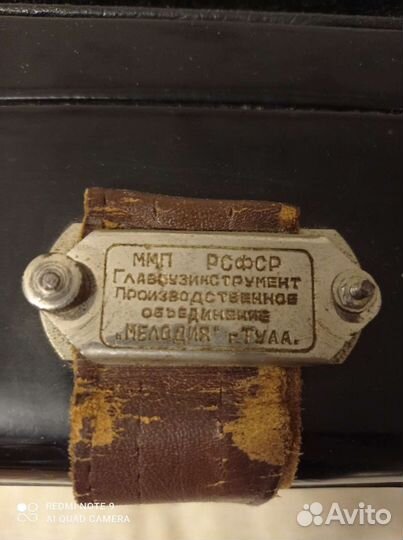 ММП РСФСР
ГЛАВМУЗИНСТРУМЕНТ
ПРОИЗВОДСТВЕННОЕ
ОБЪЕДИНЕНИЕ
„МЕЛОДИЯ" г. ТУЛА.
REDMI NOTE 9
AI QUAD CAMERA
Avito